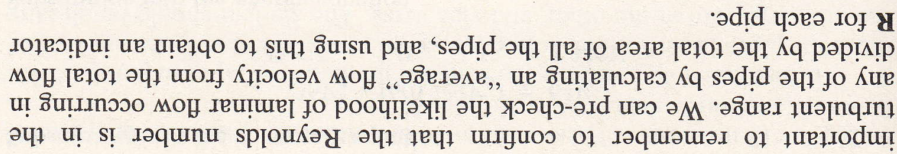 important to remember to confirm that the Reynolds number is in the
turbulent range. We can pre-check the likelihood of laminar flow occurring in
any of the pipes by calculating an “average” flow velocity from the total flow
divided by the total area of all the pipes, and using this to obtain an indicator
R for each pipe.